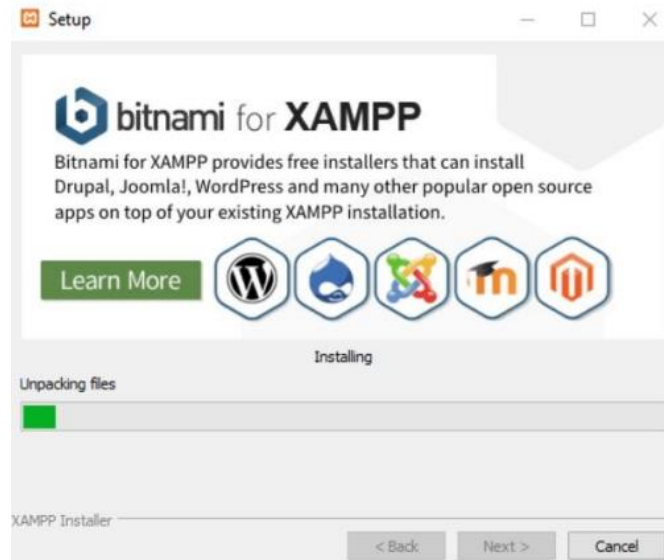 Setup
bitnami for XAMPP
Bitnami for XAMPP provides free installers that can install
Drupal, Joomla!, WordPress and many other popular open source
apps on top of your existing XAMPP installation.
Learn More
Installing
Unpacking files
XAMPP Installer
< Back Next > Cancel